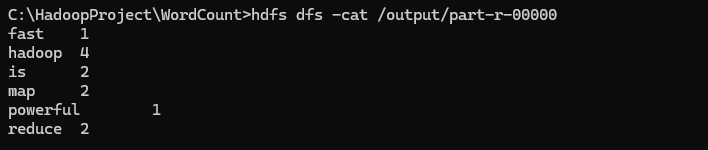 C:\HadoopProject\WordCount>hdfs dfs -cat /output/part-r-00000
fast	1
hadoop	4
is	2
map	2
powerful	1
reduce	2